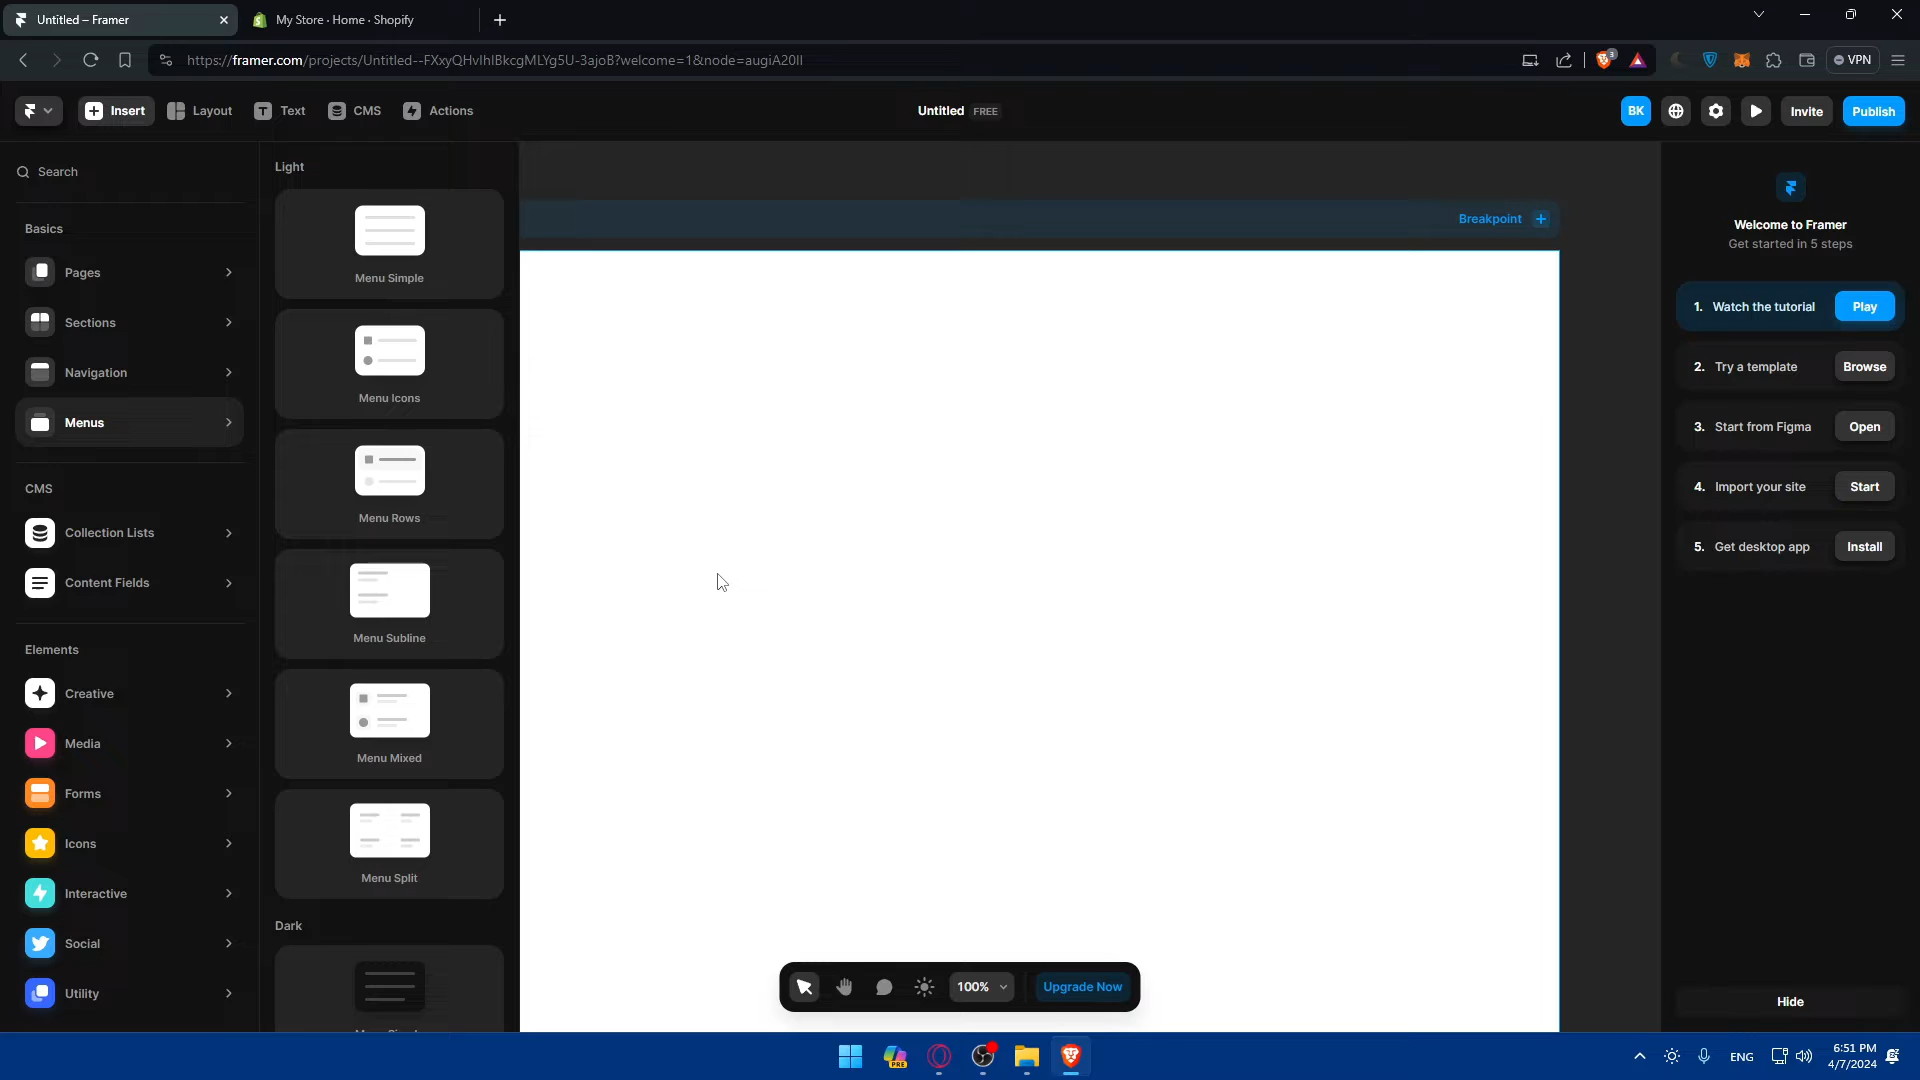 Untitled – Framer
My Store · Home · Shopify
https://framer.com/projects/Untitled--FXxyQHvIhIBkcgMLYg5U-3ajoB?welcome=1&node=augiA20II
3
VPN
Insert
Layout
Text
CMS
Actions
Untitled FREE
BK
Invite
Publish
Search
Basics
Pages
Sections
Navigation
Menus
CMS
Collection Lists
Content Fields
Elements
Creative
Media
Forms
Icons
Interactive
Social
Utility
Light
Menu Simple
Menu Icons
Menu Rows
Menu Subline
Menu Mixed
Menu Split
Dark
Breakpoint
100%
Upgrade Now
Welcome to Framer
Get started in 5 steps
1. Watch the tutorial Play
2. Try a template Browse
3. Start from Figma Open
4. Import your site Start
5. Get desktop app Install
Hide
PRE
ENG
6:51 PM
4/7/2024